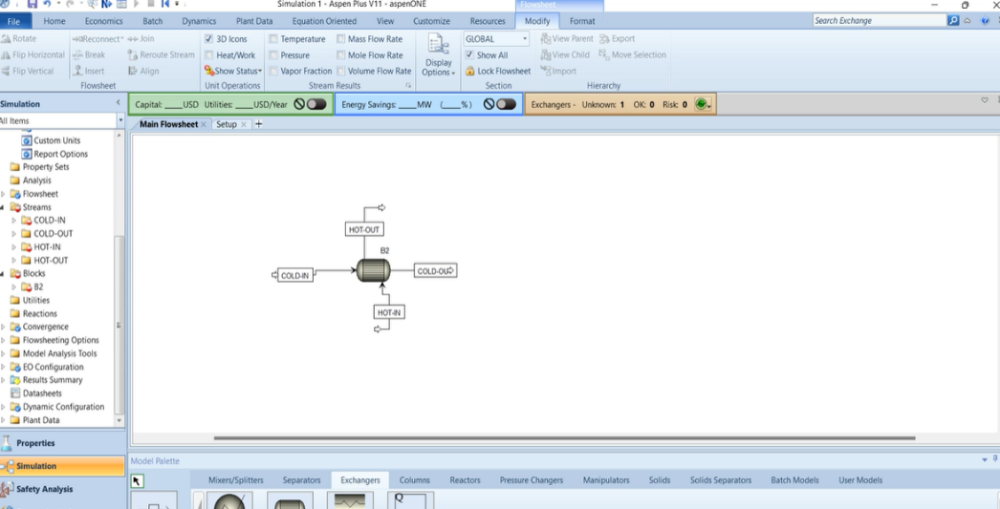 Simulation 1 - Aspen Plus V11 - aspenONE
Flowsheet
File Home Economics Batch Dynamics Plant Data Equation Oriented View Customize Resources Modify Format Search Exchange
Rotate Reconnect Join 3D Icons Temperature Mass Flow Rate GLOBAL View Parent Export
Flip Horizontal Break Reroute Stream Heat/Work Pressure Mole Flow Rate Display Options Show All View Child Move Selection
Flip Vertical Insert Align Show Status Vapor Fraction Volume Flow Rate Lock Flowsheet Import
Flowsheet Unit Operations Stream Results Section Hierarchy
Simulation
Capital: ____USD Utilities: ____USD/Year Energy Savings: ____MW (____%) Exchangers - Unknown: 1 OK: 0 Risk: 0
All Items
Main Flowsheet Setup +
Custom Units
Report Options
Property Sets
Analysis
Flowsheet
Streams
COLD-IN
COLD-OUT
HOT-IN
HOT-OUT
Blocks
B2
Utilities
Reactions
Convergence
Flowsheeting Options
Model Analysis Tools
EO Configuration
Results Summary
Datasheets
Dynamic Configuration
Plant Data
Properties
Simulation
Safety Analysis
HOT-OUT
B2
COLD-IN
COLD-OU
HOT-IN
Model Palette
Mixers/Splitters Separators Exchangers Columns Reactors Pressure Changers Manipulators Solids Solids Separators Batch Models User Models
Q